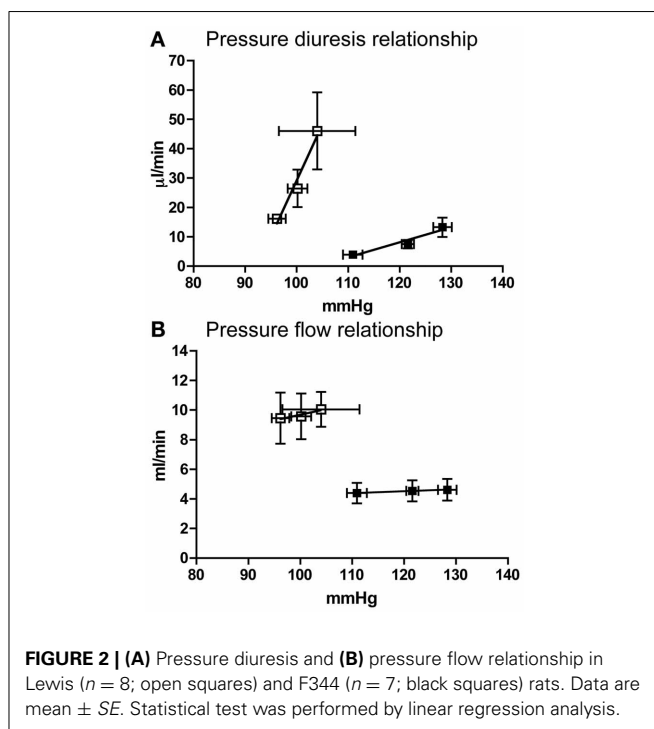 A Pressure diuresis relationship
70
60
50
40
30
20
10
0
µl/min
80 90 100 110 120 130 140
mmHg
B Pressure flow relationship
14
12
10
8
6
4
2
0
ml/min
80 90 100 110 120 130 140
mmHg
FIGURE 2 | (A) Pressure diuresis and (B) pressure flow relationship in
Lewis (n = 8; open squares) and F344 (n = 7; black squares) rats. Data are
mean ± SE. Statistical test was performed by linear regression analysis.